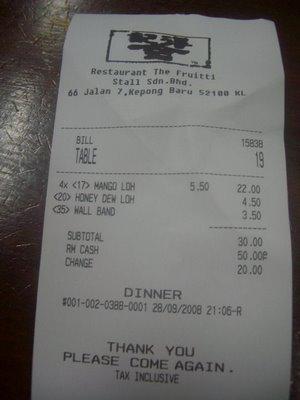 Restaurant The Fruitti
Stall Sdn.Bhd.
66 Jalan 7,Kepong Baru 52100 KL
BILL 15838
TABLE 19
4x <17> MANGO LOH 5.50 22.00
<20> HONEY DEW LOH 4.50
<35> WALL BAND 3.50
SUBTOTAL 30.00
RM CASH 50.00P
CHANGE 20.00
DINNER
#001-002-0388-0001 28/09/2008 21:06-R
THANK YOU
PLEASE COME AGAIN.
TAX INCLUSIVE